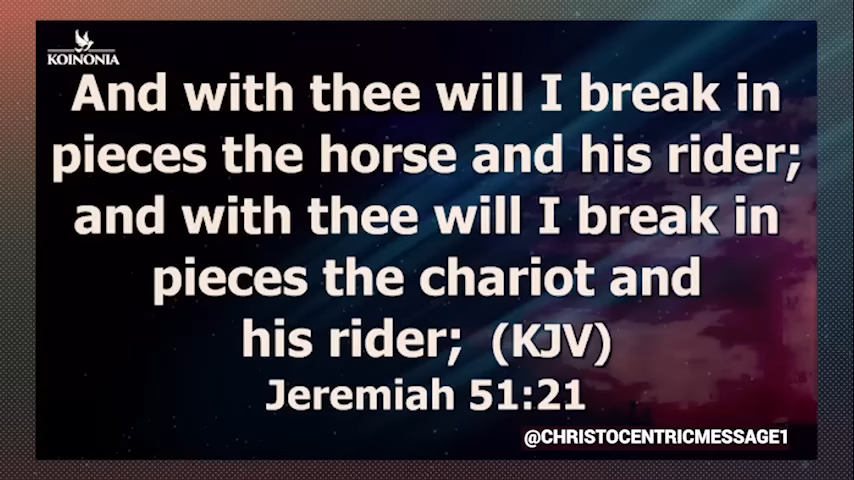 KOINONIA
And with thee will I break in
pieces the horse and his rider;
and with thee will I break in
pieces the chariot and
his rider; (KJV)
Jeremiah 51:21
@CHRISTOCENTRICMESSAGE1